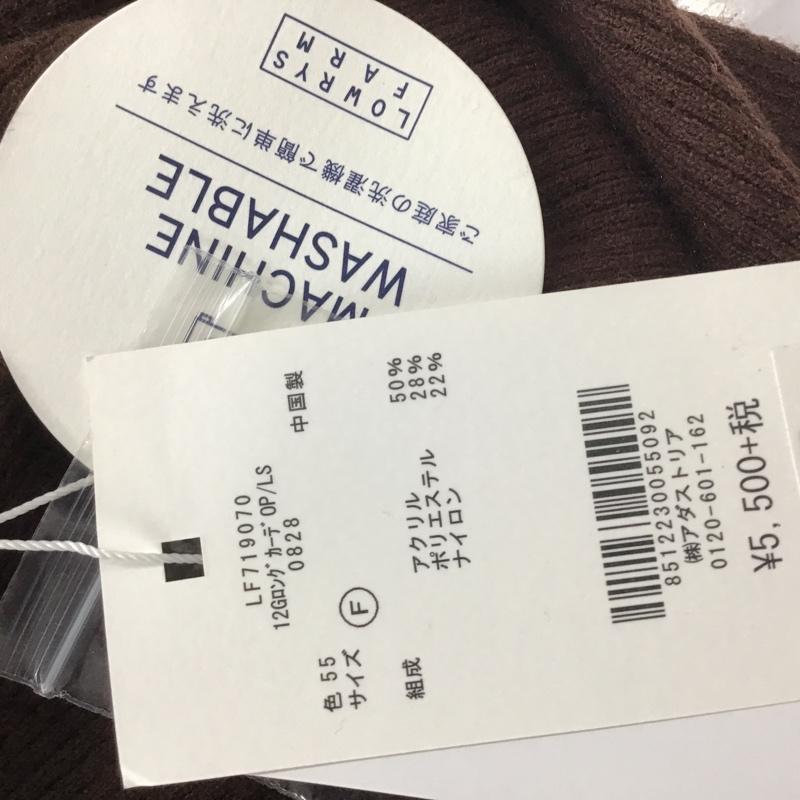 LOWRYS
FARM
ご家庭の洗濯機で簡単に洗えます
MACHINE
WASHABLE
LF719070
12Gロングカーデ OP/LS
0828
中国製
色 55
サイズ Ⓕ
組成 アクリル 50%
ポリエステル 28%
ナイロン 22%
8512230055092
㈱アダストリア
0120-601-162
¥5,500+税